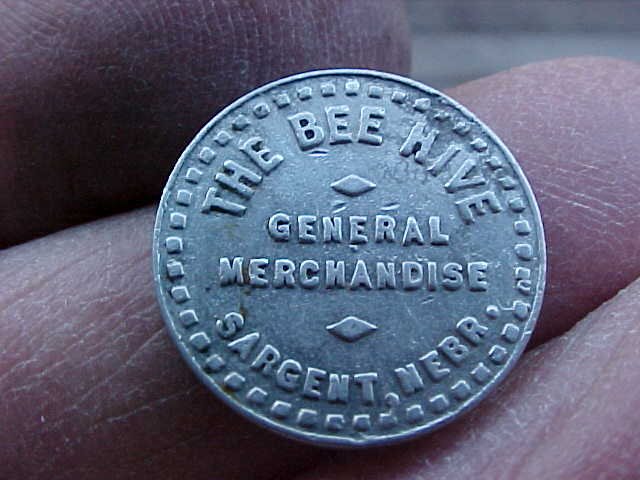 THE BEE HIVE
GENERAL
MERCHANDISE
SARGENT, NEBR.